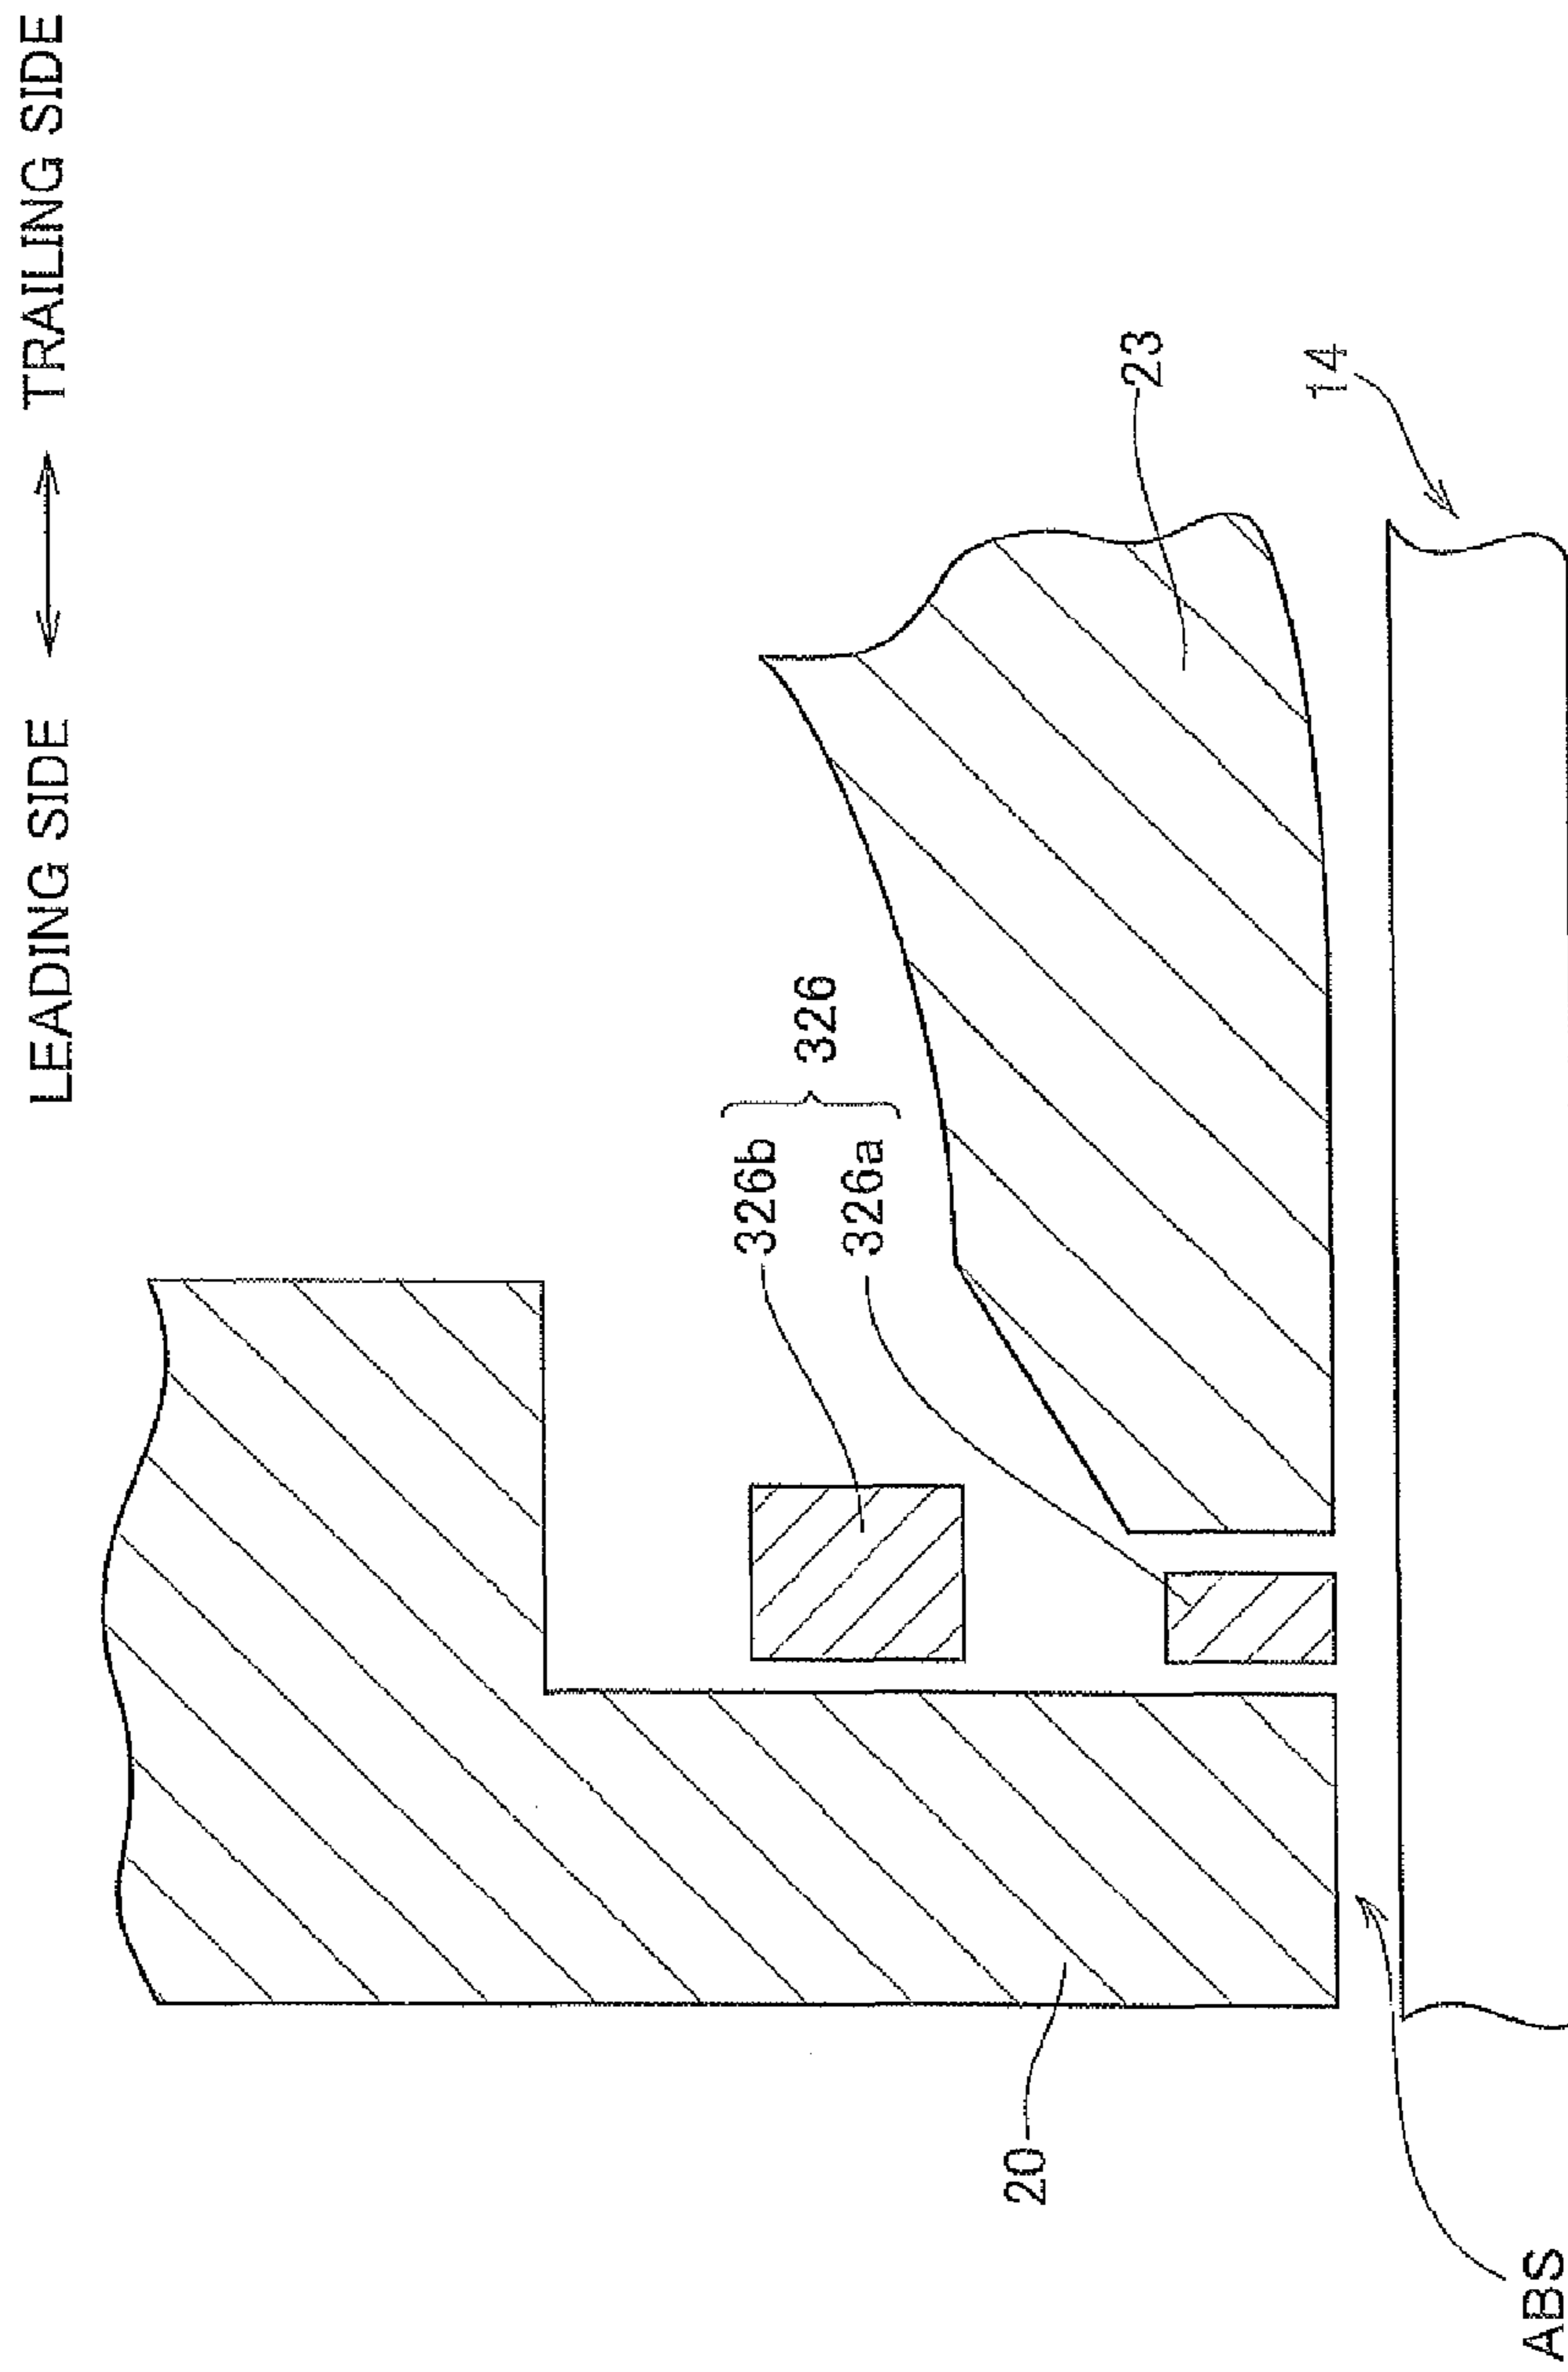 LEADING SIDE ↔ TRAILING SIDE
326b
326a
326
23
14
20
ABS